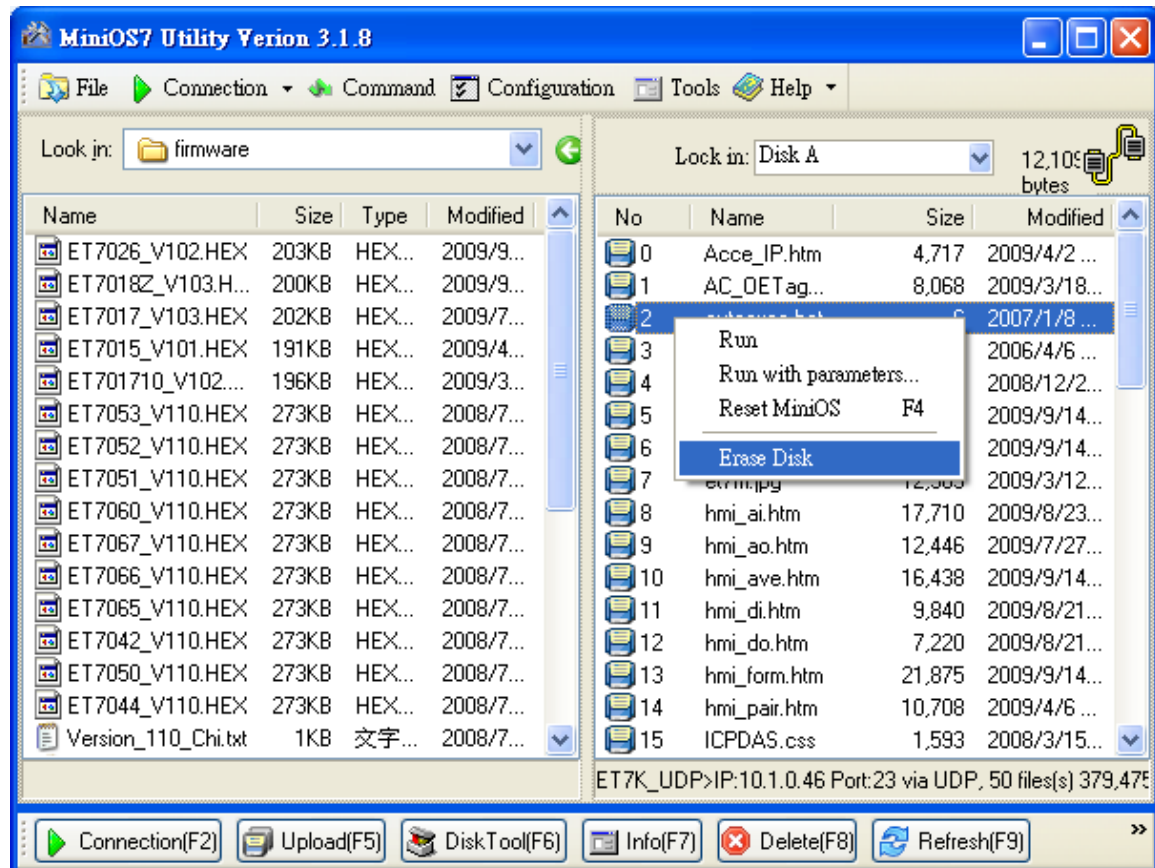 MiniOS7 Utility Verion 3.1.8
File Connection Command Configuration Tools Help
Look in: firmware
Lock in: Disk A
12,109
bytes
Name Size Type Modified
ET7026_V102.HEX 203KB HEX... 2009/9...
ET7018Z_V103.H... 200KB HEX... 2009/9...
ET7017_V103.HEX 202KB HEX... 2009/7...
ET7015_V101.HEX 191KB HEX... 2009/4...
ET701710_V102.... 196KB HEX... 2009/3...
ET7053_V110.HEX 273KB HEX... 2008/7...
ET7052_V110.HEX 273KB HEX... 2008/7...
ET7051_V110.HEX 273KB HEX... 2008/7...
ET7060_V110.HEX 273KB HEX... 2008/7...
ET7067_V110.HEX 273KB HEX... 2008/7...
ET7066_V110.HEX 273KB HEX... 2008/7...
ET7065_V110.HEX 273KB HEX... 2008/7...
ET7042_V110.HEX 273KB HEX... 2008/7...
ET7050_V110.HEX 273KB HEX... 2008/7...
ET7044_V110.HEX 273KB HEX... 2008/7...
Version_110_Chi.txt 1KB 文字... 2008/7...
No Name Size Modified
0 Acce_IP.htm 4,717 2009/4/2 ...
1 AC_OETag... 8,068 2009/3/18...
2 2007/1/8 ...
3 2006/4/6 ...
4 2008/12/2...
5 2009/9/14...
6 2009/9/14...
7 et7m.jpg 2009/3/12...
8 hmi_ai.htm 17,710 2009/8/23...
9 hmi_ao.htm 12,446 2009/7/27...
10 hmi_ave.htm 16,438 2009/9/14...
11 hmi_di.htm 9,840 2009/8/21...
12 hmi_do.htm 7,220 2009/8/21...
13 hmi_form.htm 21,875 2009/9/14...
14 hmi_pair.htm 10,708 2009/4/6 ...
15 ICPDAS.css 1,593 2008/3/15...
Run
Run with parameters...
Reset MiniOS F4
Erase Disk
ET7K_UDP>IP:10.1.0.46 Port:23 via UDP, 50 files(s) 379,475
Connection(F2) Upload(F5) DiskTool(F6) Info(F7) Delete(F8) Refresh(F9) »